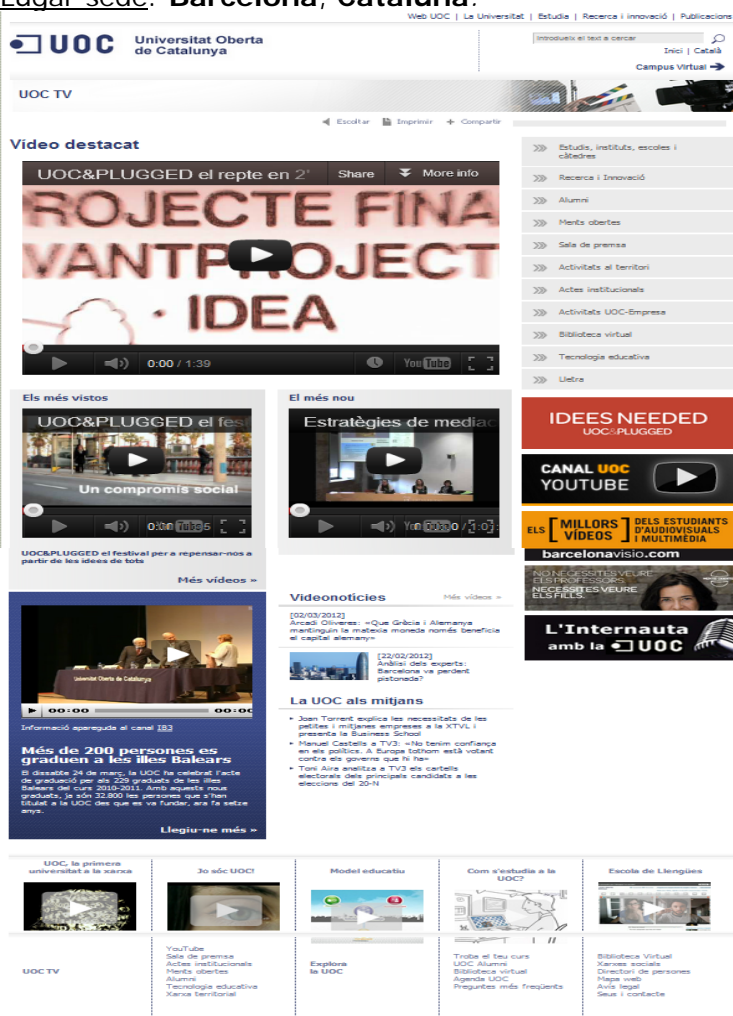 Lugar sede: Barcelona, Cataluña.
Web UOC | La Universitat | Estudia | Recerca i innovació | Publicacions
UOC Universitat Oberta
de Catalunya
Introdueix el text a cercar
Inici | Català
Campus Virtual
UOC TV
Escoltar Imprimir + Compartir
Vídeo destacat
UOC&PLUGGED el repte en 2' Share More info
ROJECTE FINA
VANTPROJECT
· IDEA
0:00 / 1:39 YouTube
Estudis, instituts, escoles i
càtedres
Recerca i Innovació
Alumni
Ments obertes
Sala de premsa
Activitats al territori
Actes institucionals
Activitats UOC-Empresa
Biblioteca virtual
Tecnologia educativa
Lletra
Els més vistos
UOC&PLUGGED el fes
Un compromís social
UOC&PLUGGED el festival per a repensar-nos a
partir de les idees de tots
Més vídeos »
El més nou
Estratègies de mediac
IDEES NEEDED
UOC&PLUGGED
CANAL UOC
YOUTUBE
ELS [MILLORS VÍDEOS] DELS ESTUDIANTS
D'AUDIOVISUALS
I MULTIMÈDIA
barcelonavisio.com
NO NECESSITES VEURE
ELS PROFESSORS.
NECESSITES VEURE
ELS FILLS.
L'Internauta
amb la UOC
Universitat Oberta de Catalunya
00:00 00:00
Informació apareguda al canal IB3
Més de 200 persones es
graduen a les illes Balears
El dissabte 24 de març, la UOC ha celebrat l'acte
de graduació per als 229 graduats de les illes
Balears del curs 2010-2011. Amb aquests nous
graduats, ja són 32.800 les persones que s'han
titulat a la UOC des que es va fundar, ara fa setze
anys.
Llegiu-ne més »
Videonotícies Més vídeos »
[02/03/2012]
Arcadi Oliveres: «Que Grècia i Alemanya
mantinguin la mateixa moneda només beneficia
el capital alemany»
[22/02/2012]
Anàlisi dels experts:
Barcelona va perdent
pistonada?
La UOC als mitjans
Joan Torrent explica les necessitats de les
petites i mitjanes empreses a la XTVL i
presenta la Business School
Manuel Castells a TV3: «No tenim confiança
en els polítics. A Europa tothom està votant
contra els governs que hi ha»
Toni Aira analitza a TV3 els cartells
electorals dels principals candidats a les
eleccions del 20-N
UOC, la primera
universitat a la xarxa
Jo sóc UOC!
Model educatiu
Com s'estudia a la
UOC?
Escola de Llengües
UOC TV
YouTube
Sala de premsa
Actes institucionals
Ments obertes
Alumni
Tecnologia educativa
Xarxa territorial
Explora
la UOC
Troba el teu curs
UOC Alumni
Biblioteca virtual
Agenda UOC
Preguntes més freqüents
Biblioteca Virtual
Xarxes socials
Directori de persones
Mapa web
Avís legal
Seus i contacte